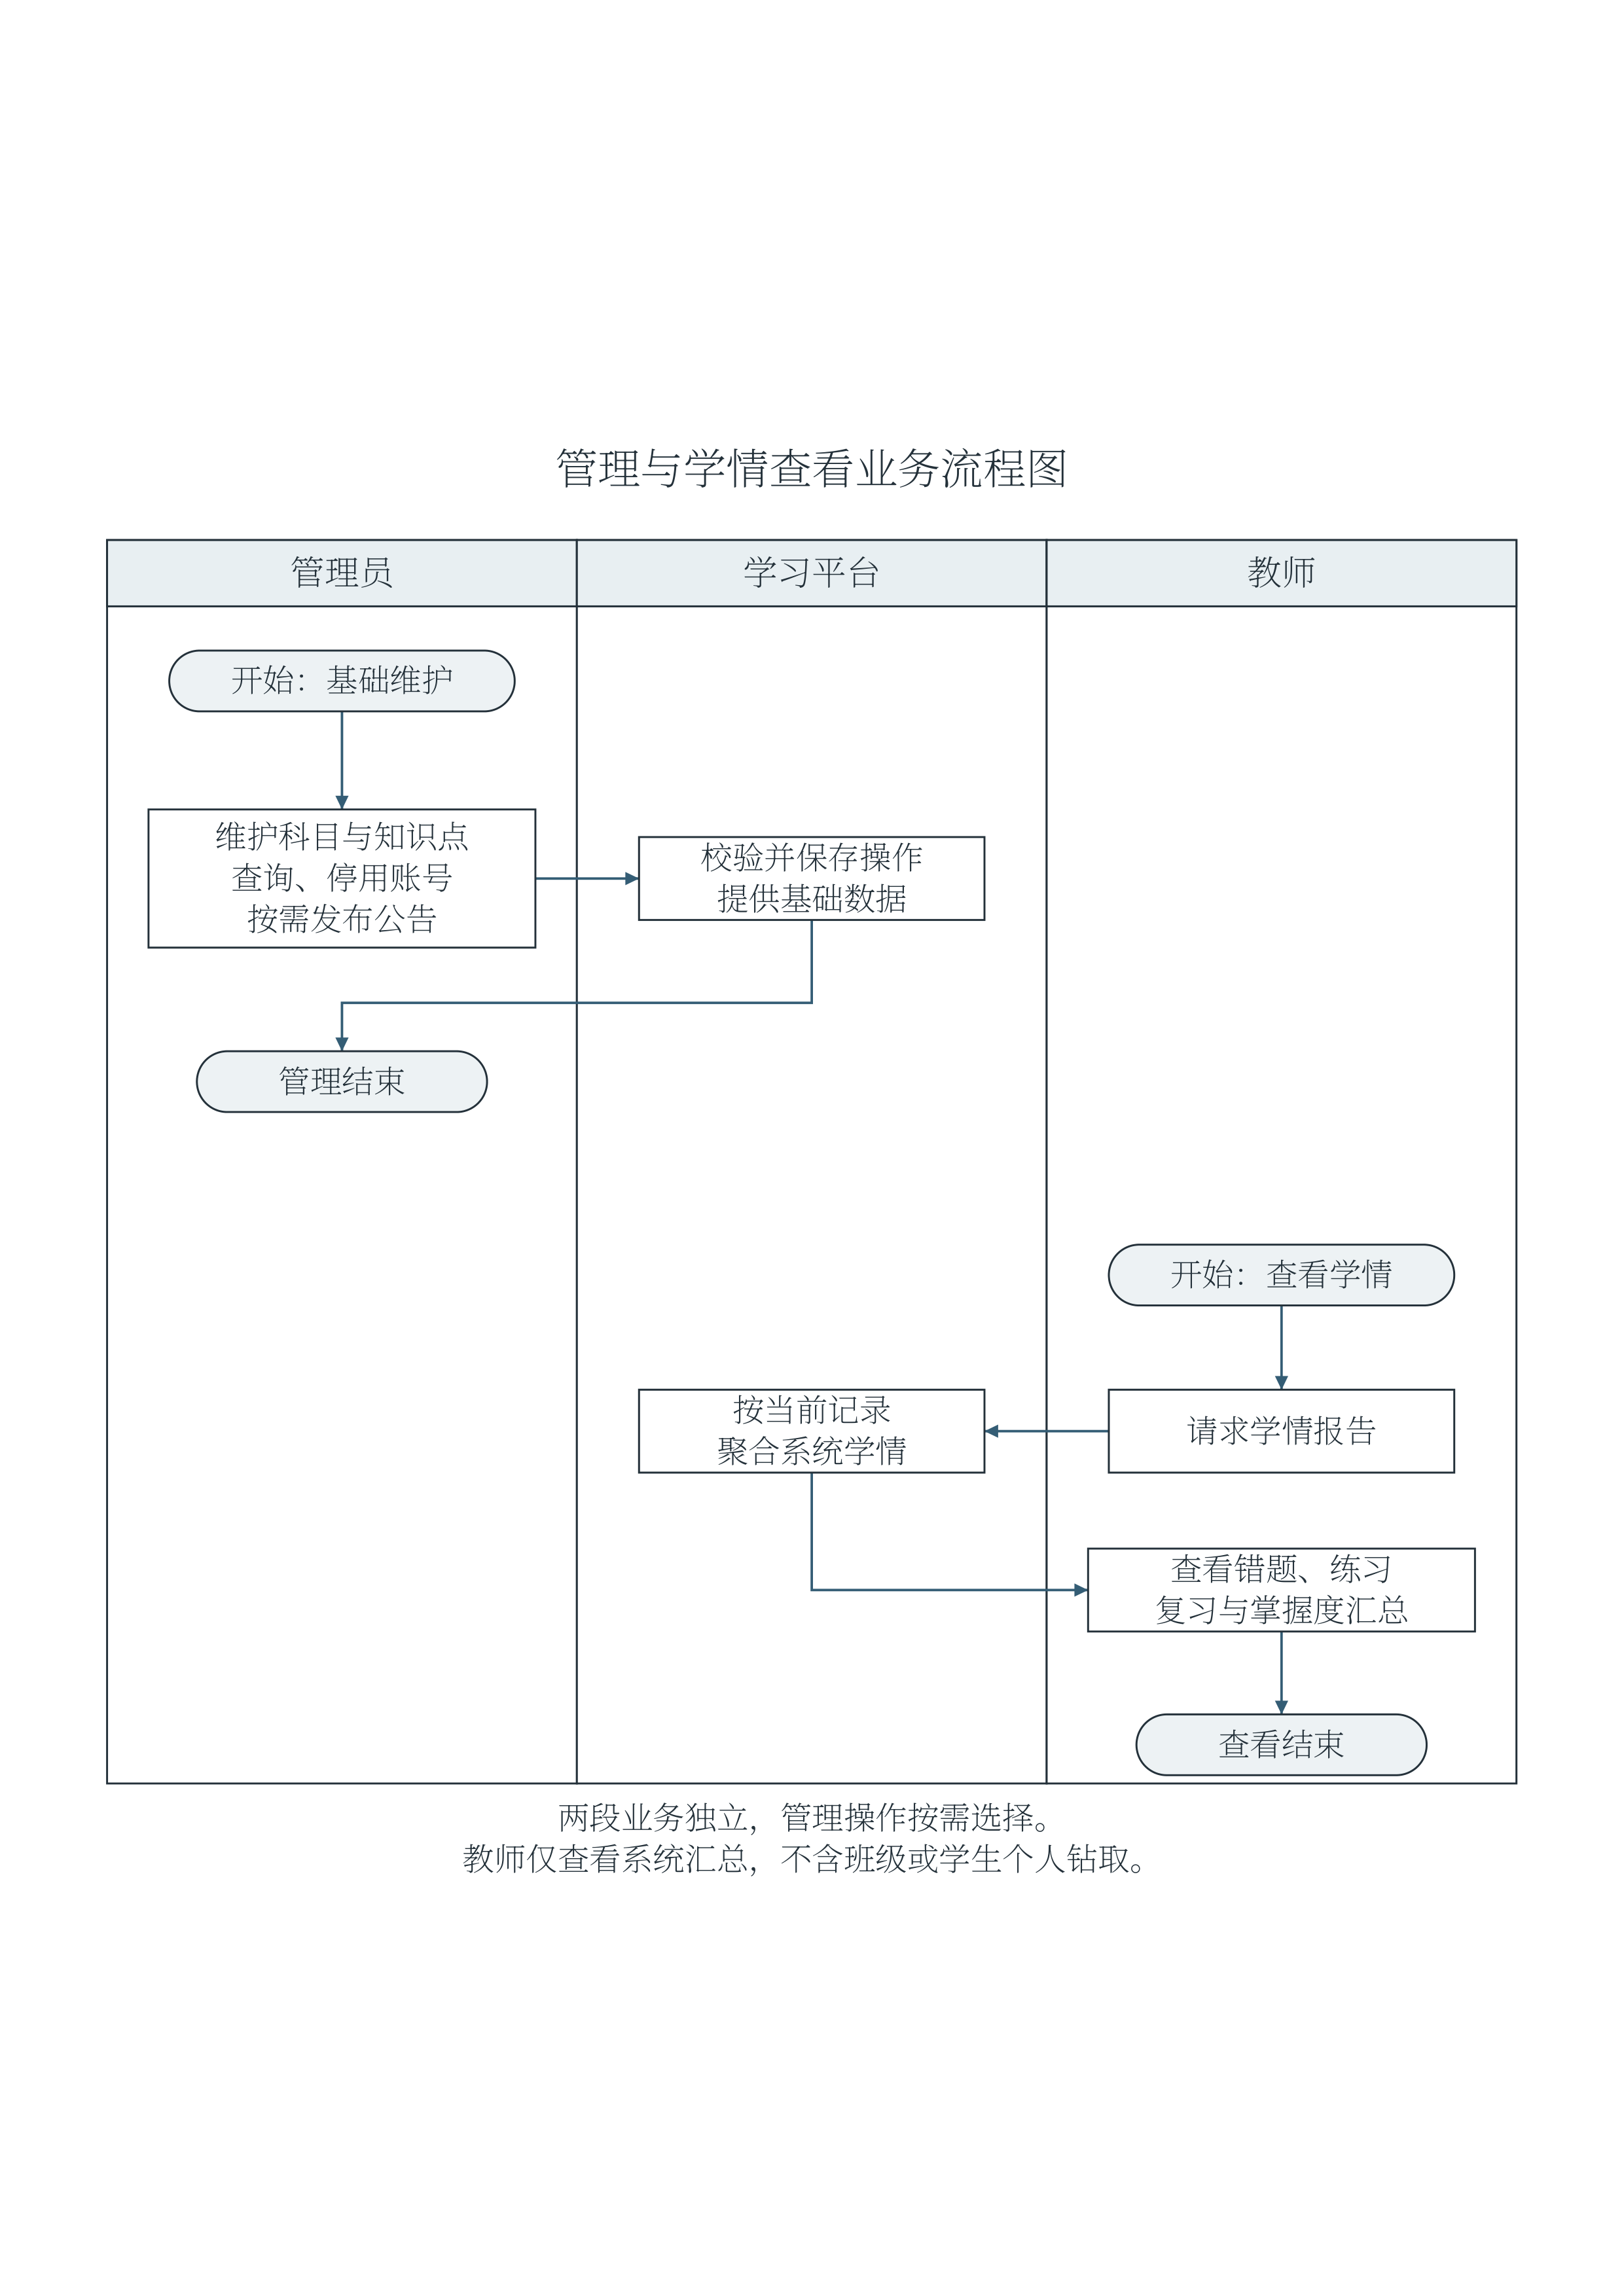 管理与学情查看业务流程图
管理员
学习平台
教师
开始：基础维护
维护科目与知识点
查询、停用账号
按需发布公告
校验并保存操作
提供基础数据
管理结束
开始：查看学情
按当前记录
聚合系统学情
请求学情报告
查看错题、练习
复习与掌握度汇总
查看结束
两段业务独立，管理操作按需选择。
教师仅查看系统汇总，不含班级或学生个人钻取。